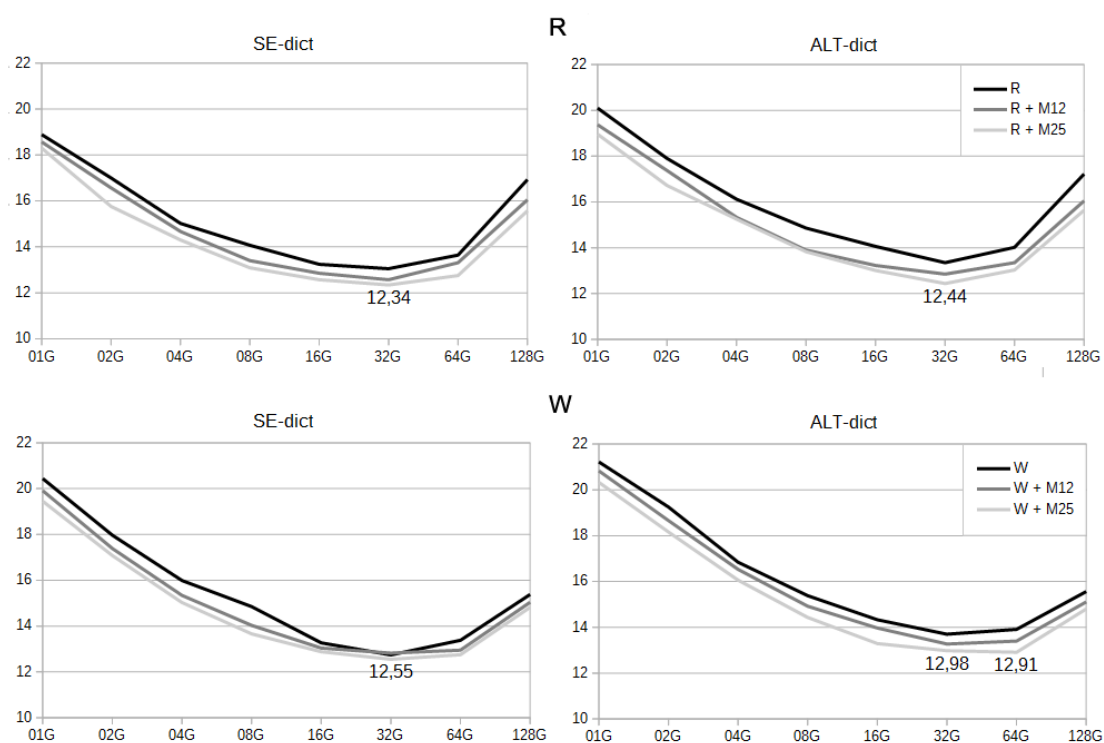 R
SE-dict
22
20
18
16
14
12
10
12,34
01G 02G 04G 08G 16G 32G 64G 128G
ALT-dict
22
20
18
16
14
12
10
R
R + M12
R + M25
12,44
01G 02G 04G 08G 16G 32G 64G 128G
W
SE-dict
22
20
18
16
14
12
10
12,55
01G 02G 04G 08G 16G 32G 64G 128G
ALT-dict
22
20
18
16
14
12
10
W
W + M12
W + M25
12,98 12,91
01G 02G 04G 08G 16G 32G 64G 128G